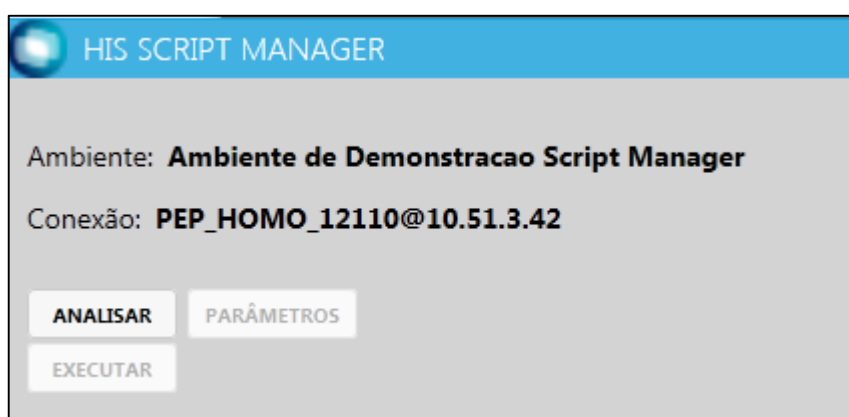 HIS SCRIPT MANAGER
Ambiente: Ambiente de Demonstracao Script Manager
Conexão: PEP_HOMO_12110@10.51.3.42
ANALISAR PARÂMETROS
EXECUTAR